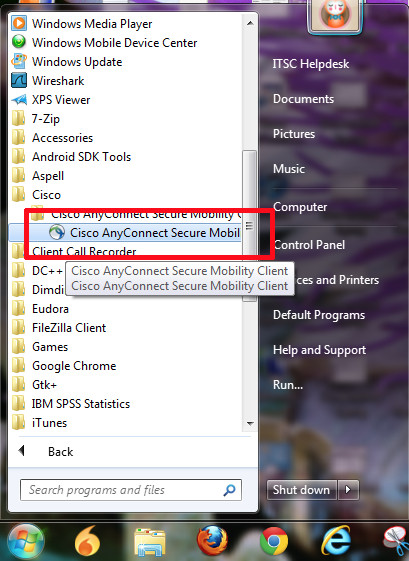 Windows Media Player
Windows Mobile Device Center
Windows Update
Wireshark
XPS Viewer
7-Zip
Accessories
Android SDK Tools
Aspell
Cisco
Cisco AnyConnect Secure Mobility C
Cisco AnyConnect Secure Mobil
Client Call Recorder
DC++
Cisco AnyConnect Secure Mobility Client
Cisco AnyConnect Secure Mobility Client
Dimdi
Eudora
FileZilla Client
Games
Google Chrome
Gtk+
IBM SPSS Statistics
iTunes
Back
Search programs and files
ITSC Helpdesk
Documents
Pictures
Music
Computer
Control Panel
ices and Printers
Default Programs
Help and Support
Run...
Shut down